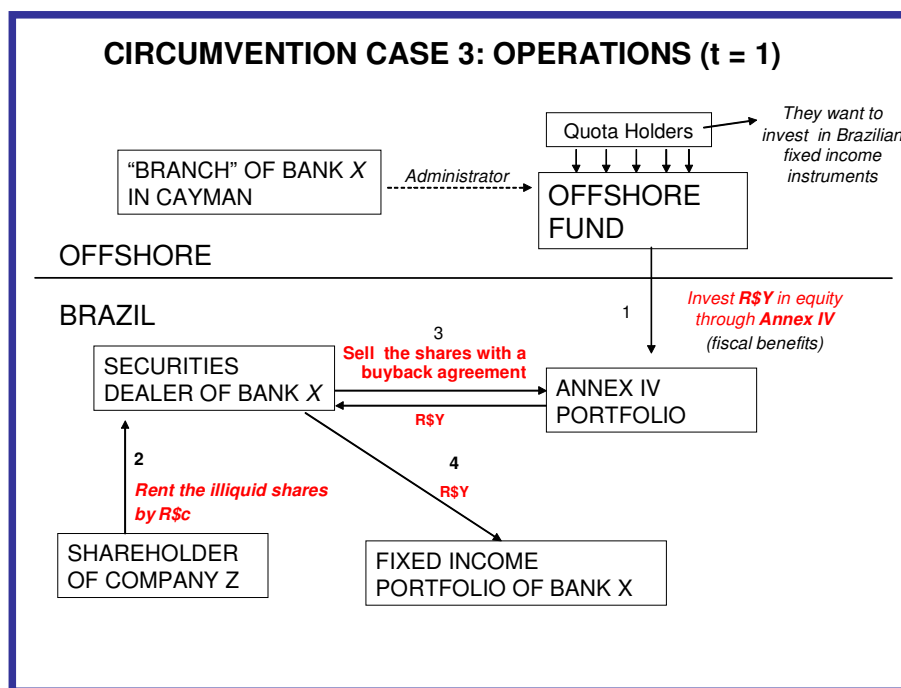 CIRCUMVENTION CASE 3: OPERATIONS (t = 1)
Quota Holders
They want to
invest in Brazilian
fixed income
instruments
"BRANCH" OF BANK X
IN CAYMAN
Administrator
OFFSHORE
FUND
OFFSHORE
BRAZIL
1
Invest R$Y in equity
through Annex IV
(fiscal benefits)
3
Sell the shares with a
buyback agreement
SECURITIES
DEALER OF BANK X
ANNEX IV
PORTFOLIO
R$Y
2
Rent the illiquid shares
by R$c
4
R$Y
SHAREHOLDER
OF COMPANY Z
FIXED INCOME
PORTFOLIO OF BANK X